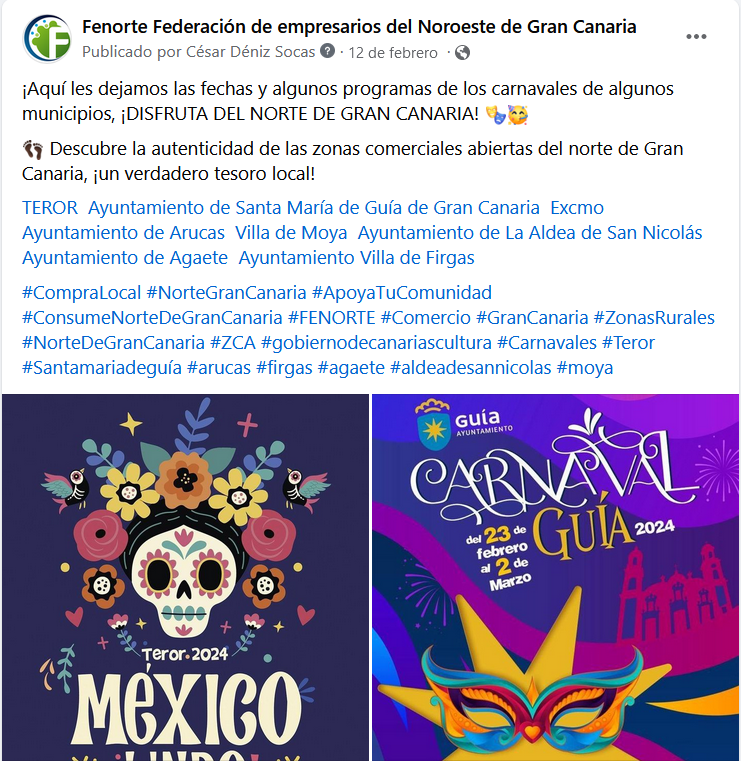 Fenorte Federación de empresarios del Noroeste de Gran Canaria
Publicado por César Déniz Socas · 12 de febrero ·
¡Aquí les dejamos las fechas y algunos programas de los carnavales de algunos
municipios, ¡DISFRUTA DEL NORTE DE GRAN CANARIA! 🎭🥳
👣 Descubre la autenticidad de las zonas comerciales abiertas del norte de Gran
Canaria, ¡un verdadero tesoro local!
TEROR Ayuntamiento de Santa María de Guía de Gran Canaria Excmo
Ayuntamiento de Arucas Villa de Moya Ayuntamiento de La Aldea de San Nicolás
Ayuntamiento de Agaete Ayuntamiento Villa de Firgas
#CompraLocal #NorteGranCanaria #ApoyaTuComunidad
#ConsumeNorteDeGranCanaria #FENORTE #Comercio #GranCanaria #ZonasRurales
#NorteDeGranCanaria #ZCA #gobiernodecanariascultura #Carnavales #Teror
#Santamariadeguía #arucas #firgas #agaete #aldeadesannicolas #moya
Teror·2024
MÉXICO
¡LINDO!
Guía
AYUNTAMIENTO
CARNAVAL
GUÍA 2024
del 23 de
febrero
al 2 de
Marzo